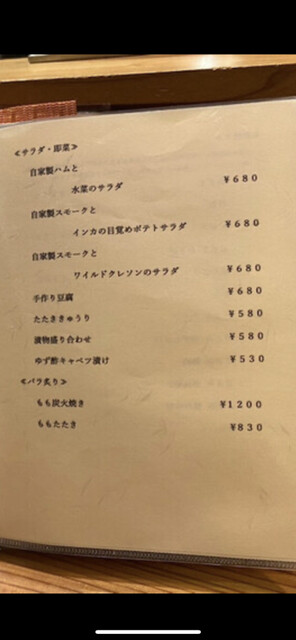 ≪サラダ・即菜≫
自家製ハムと
水菜のサラダ ￥680
自家製スモークと
インカの目覚めポテトサラダ ￥680
自家製スモークと
ワイルドクレソンのサラダ ￥680
手作り豆腐 ￥680
たたききゅうり ￥580
漬物盛り合わせ ￥580
ゆず酢キャベツ漬け ￥530
≪バラ炙り≫
もも炭火焼き ￥1200
ももたたき ￥830